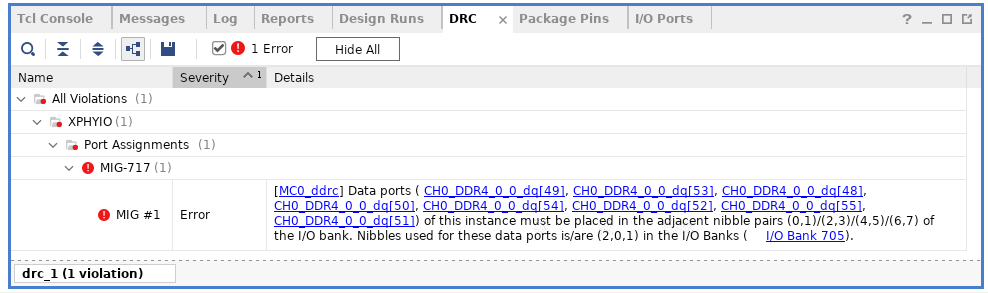 Tcl Console Messages Log Reports Design Runs DRC × Package Pins I/O Ports ? _
1 Error Hide All
Name Severity 1 Details
All Violations (1)
XPHYIO (1)
Port Assignments (1)
MIG-717 (1)
[MC0_ddrc] Data ports ( CH0_DDR4_0_0_dq[49], CH0_DDR4_0_0_dq[53], CH0_DDR4_0_0_dq[48],
CH0_DDR4_0_0_dq[50], CH0_DDR4_0_0_dq[54], CH0_DDR4_0_0_dq[52], CH0_DDR4_0_0_dq[55],
MIG #1 Error CH0_DDR4_0_0_dq[51]) of this instance must be placed in the adjacent nibble pairs (0,1)/(2,3)/(4,5)/(6,7) of
the I/O bank. Nibbles used for these data ports is/are (2,0,1) in the I/O Banks ( I/O Bank 705).
drc_1 (1 violation)